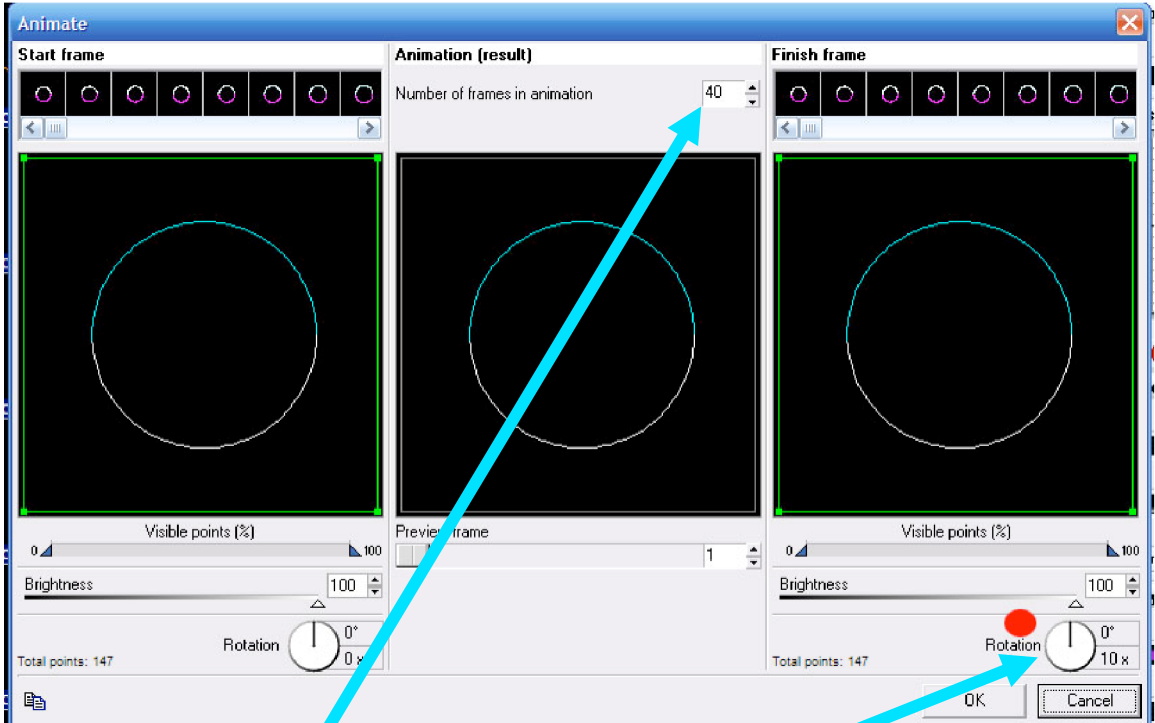 Animate
Start frame
Animation (result)
Number of frames in animation 40
Finish frame
Visible points (%)
0 100
Brightness 100
Rotation 0°
0 x
Total points: 147
Preview frame
1
Visible points (%)
0 100
Brightness 100
Rotation 0°
10 x
Total points: 147
OK Cancel